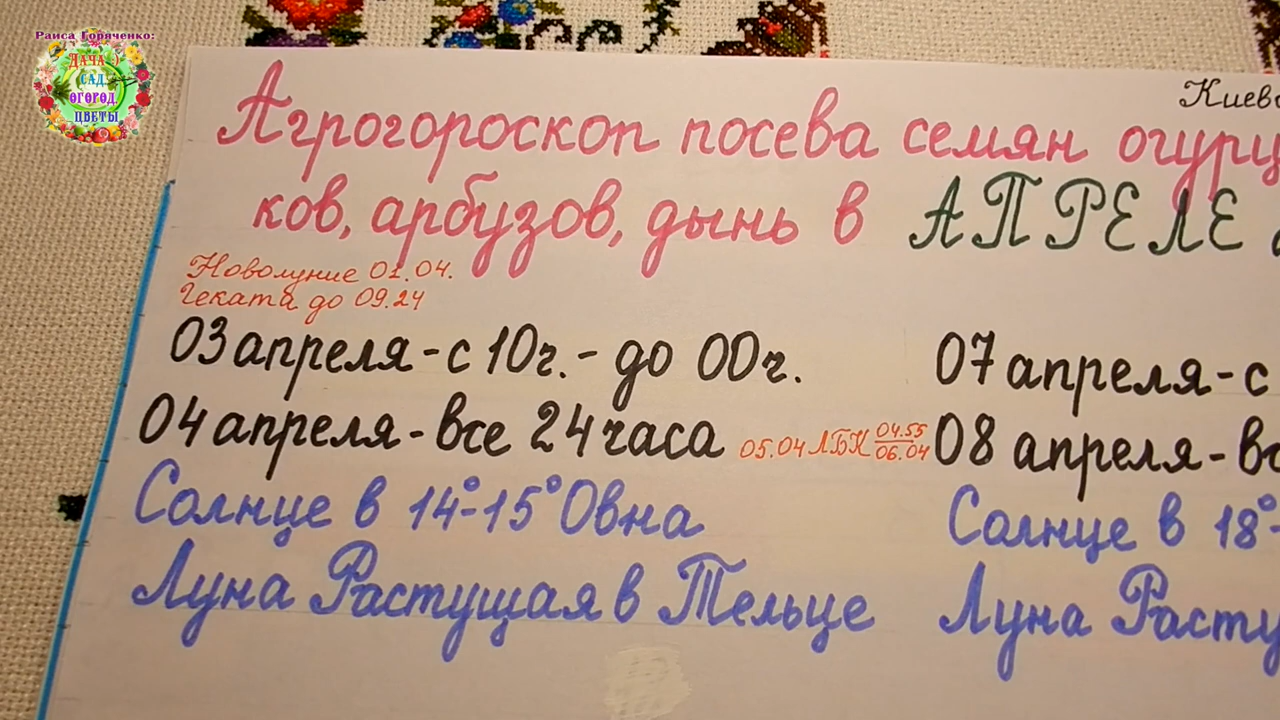 Раиса Горяченко:
ДАЧА
САД,
ОГОРОД,
ЦВЕТЫ
Агрогороскоп посева семян огурц
ков, арбузов, дынь в АПРЕЛЕ
Новолуние 01.04.
Геката до 09.24
03 апреля - с 10ч. - до 00ч.
04 апреля - все 24 часа
05.04 ЛБК 04.55
06.04
Солнце в 14°-15° Овна
Луна Растущая в Тельце
07 апреля - с
08 апреля - вс
Солнце в 18°-
Луна Расту